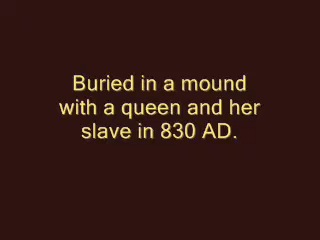 Buried in a mound
with a queen and her
slave in 830 AD.